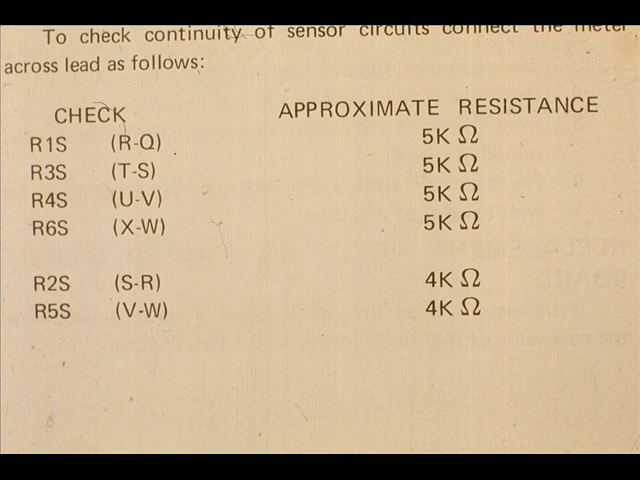 To check continuity of sensor circuits connect the meter
across lead as follows:
CHECK APPROXIMATE RESISTANCE
R1S (R-Q) 5K Ω
R3S (T-S) 5K Ω
R4S (U-V) 5K Ω
R6S (X-W) 5K Ω
R2S (S-R) 4K Ω
R5S (V-W) 4K Ω